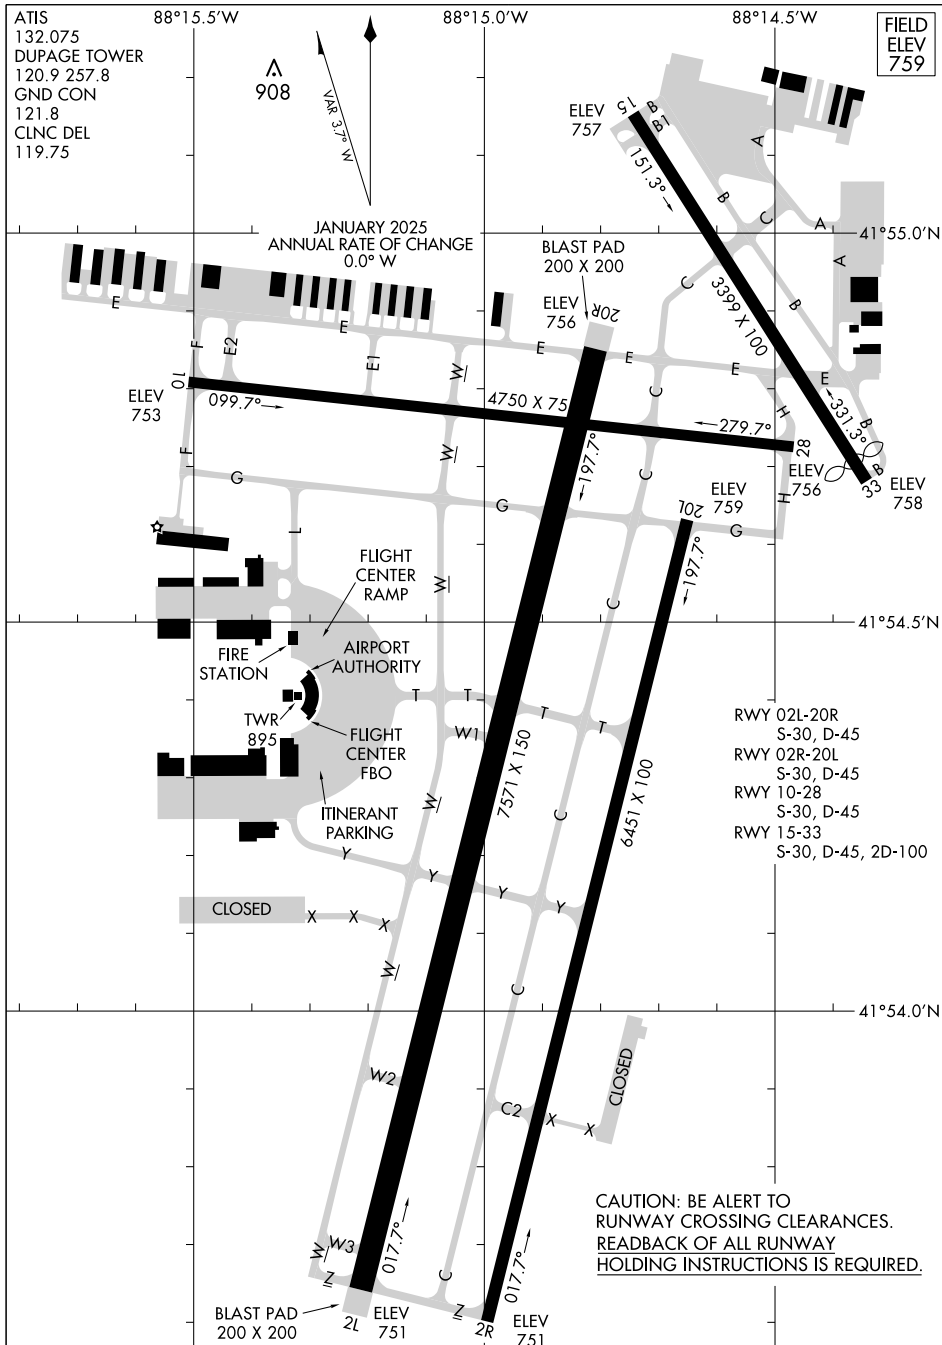 ATIS
132.075
DUPAGE TOWER
120.9 257.8
GND CON
121.8
CLNC DEL
119.75
88°15.5'W
88°15.0'W
88°14.5'W
FIELD
ELEV
759
908
VAR 3.7° W
JANUARY 2025
ANNUAL RATE OF CHANGE
0.0° W
ELEV
757
15
B
B1
A
151.3°
B
C
A
A
41°55.0'N
BLAST PAD
200 X 200
ELEV
756
20R
C
3399 X 100
B
E
E
F
E2
E1
W
E
E
E
E
C
H
331.3°
B
ELEV
753
10
099.7°
4750 X 75
279.7°
28
ELEV
756
33
B
ELEV
758
F
W
197.7°
C
H
G
G
20L
ELEV
759
G
L
197.7°
FLIGHT
CENTER
RAMP
W
C
41°54.5'N
FIRE
STATION
AIRPORT
AUTHORITY
TWR
895
FLIGHT
CENTER
FBO
T
T
T
T
W1
7571 X 150
6451 X 100
RWY 02L-20R
S-30, D-45
RWY 02R-20L
S-30, D-45
RWY 10-28
S-30, D-45
RWY 15-33
S-30, D-45, 2D-100
ITINERANT
PARKING
W
C
Y
Y
Y
Y
CLOSED
X
X
X
W
C
41°54.0'N
W2
C2
X
X
CLOSED
CAUTION: BE ALERT TO
RUNWAY CROSSING CLEARANCES.
READBACK OF ALL RUNWAY
HOLDING INSTRUCTIONS IS REQUIRED.
W
W3
017.7°
C
017.7°
Z
Z
BLAST PAD
200 X 200
2L
ELEV
751
2R
ELEV
751